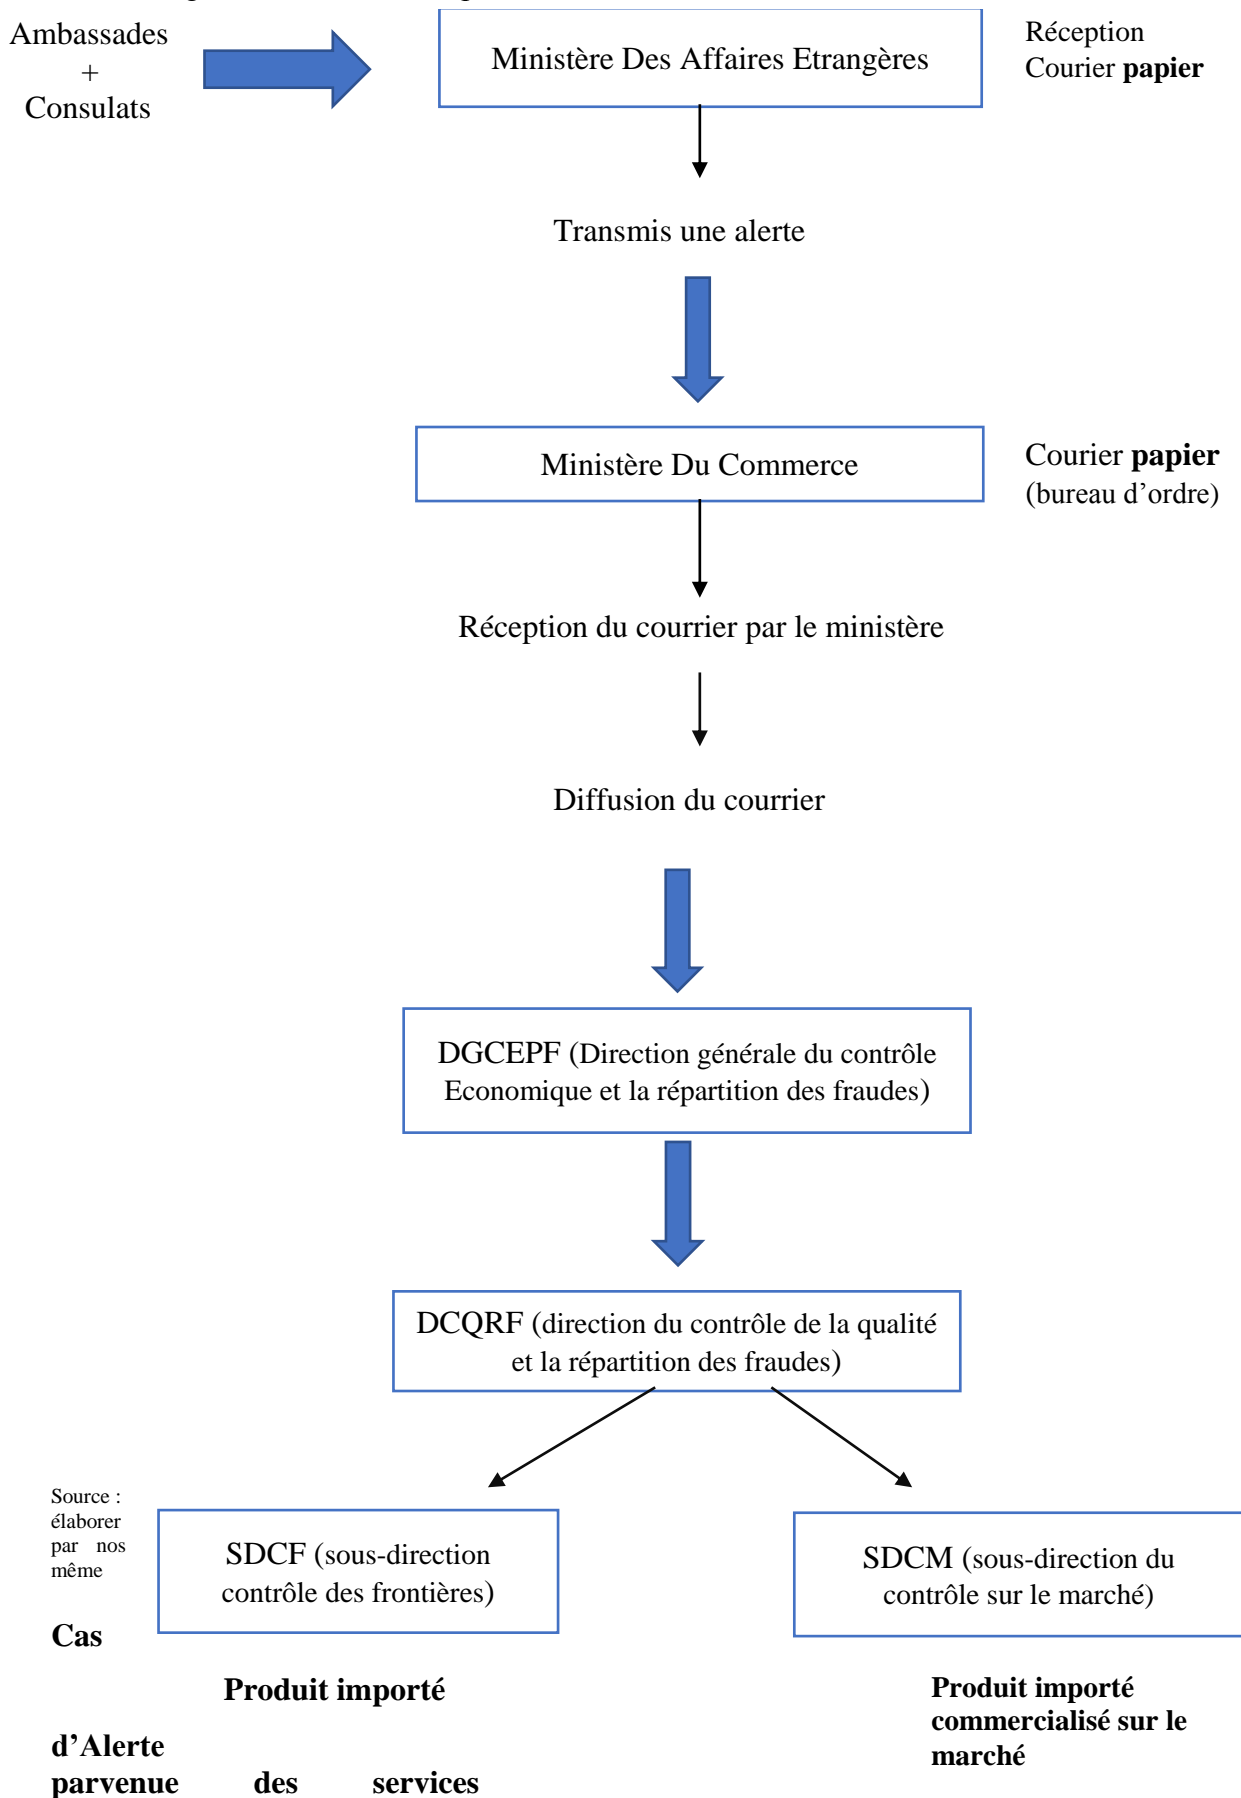 Ambassades
+
Consulats
Ministère Des Affaires Etrangères
Réception
Courier papier
Transmis une alerte
Ministère Du Commerce
Courier papier
(bureau d’ordre)
Réception du courrier par le ministère
Diffusion du courrier
DGCEPF (Direction générale du contrôle
Economique et la répartition des fraudes)
DCQRF (direction du contrôle de la qualité
et la répartition des fraudes)
Source :
élaborer
par nos
même
SDCF (sous-direction
contrôle des frontières)
SDCM (sous-direction du
contrôle sur le marché)
Cas
Produit importé
Produit importé
commercialisé sur le
marché
d’Alerte
parvenue des services